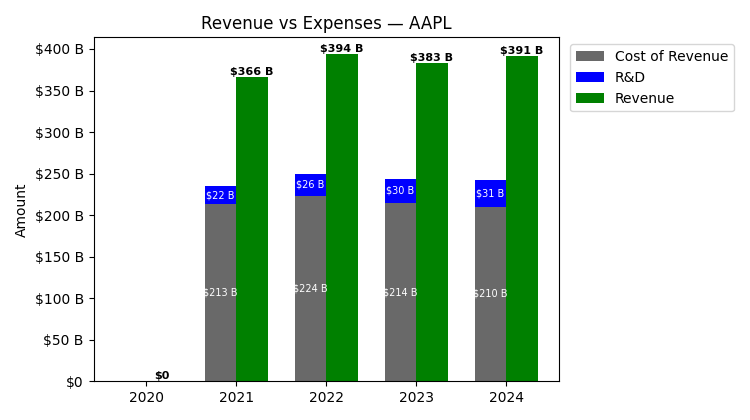 Revenue vs Expenses — AAPL
Amount
$400 B
$350 B
$300 B
$250 B
$200 B
$150 B
$100 B
$50 B
$0
$0
$366 B
$394 B
$383 B
$391 B
$22 B
$26 B
$30 B
$31 B
$213 B
$224 B
$214 B
$210 B
2020
2021
2022
2023
2024
Cost of Revenue
R&D
Revenue